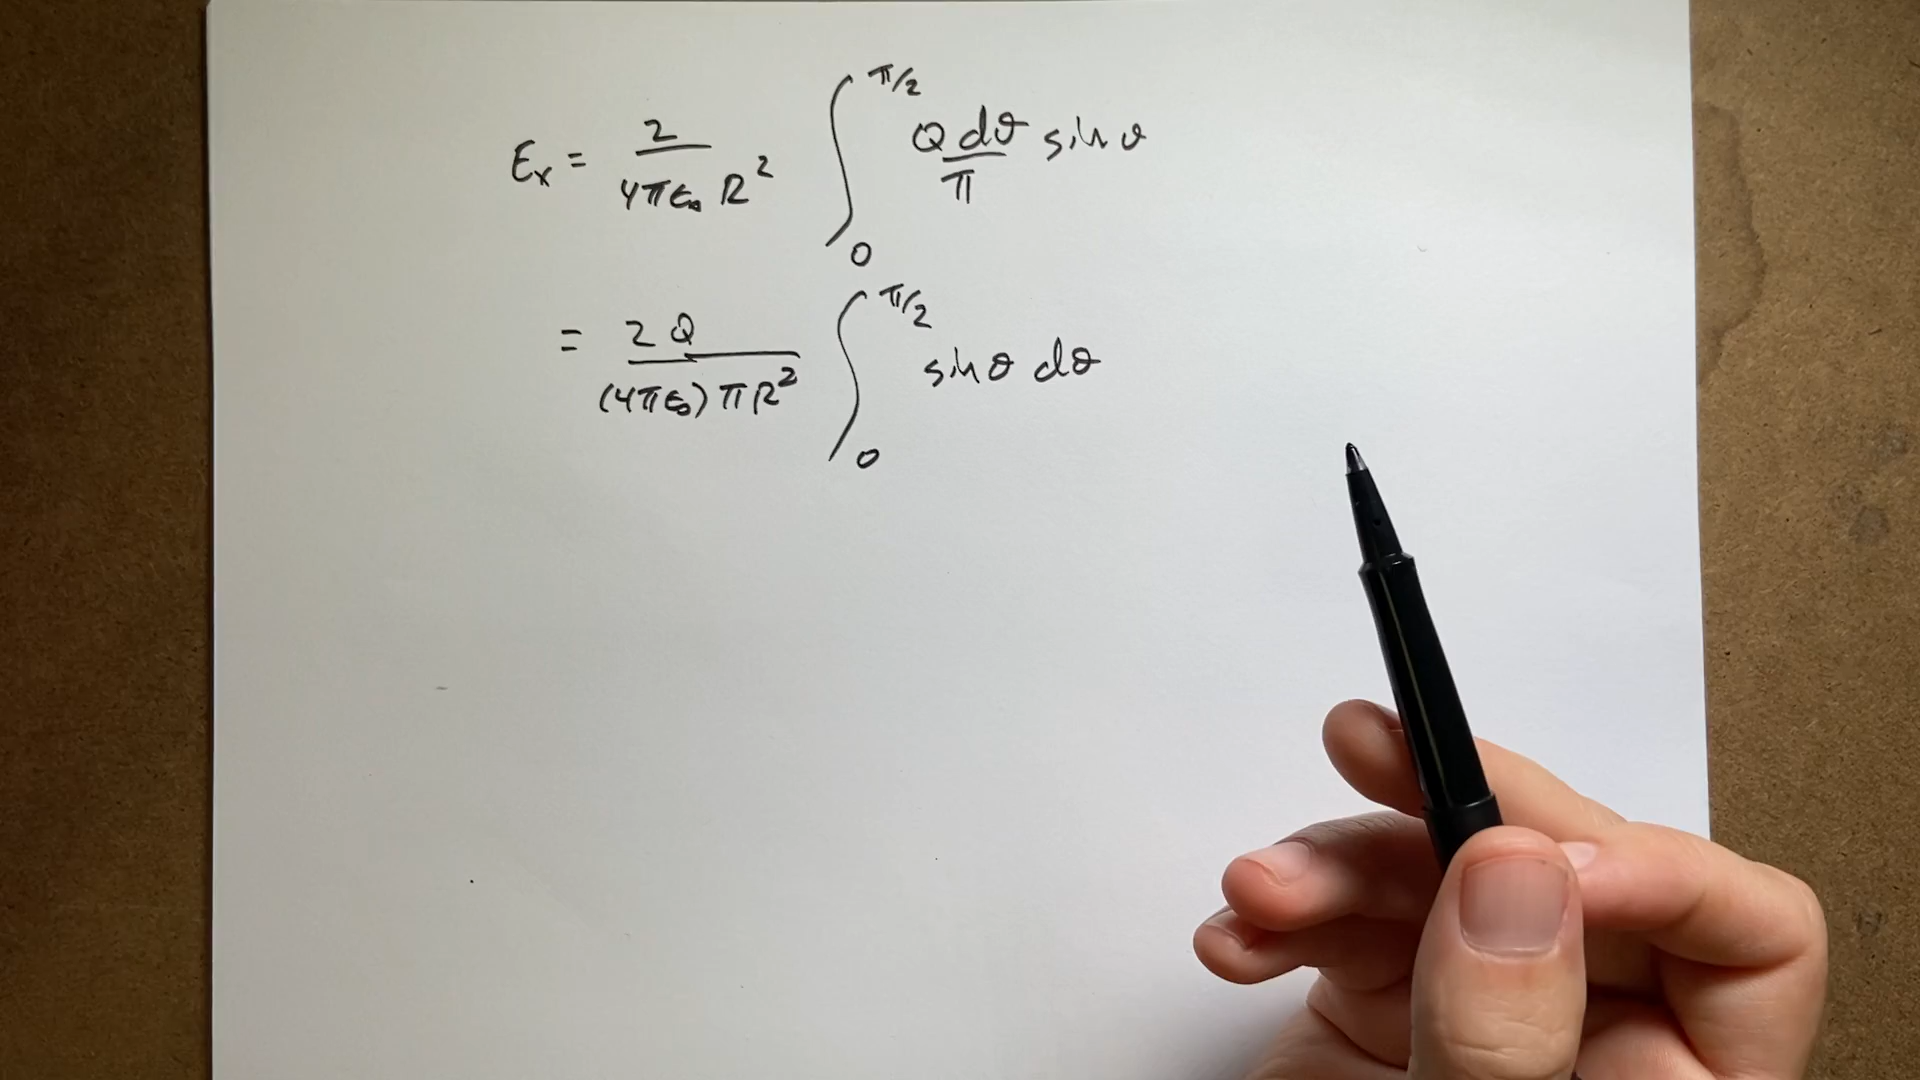 Eₓ = 2/(4πε₀ R²) ∫₀^(π/2) (Q dθ)/π sin θ
= 2Q/((4πε₀) πR²) ∫₀^(π/2) sin θ dθ